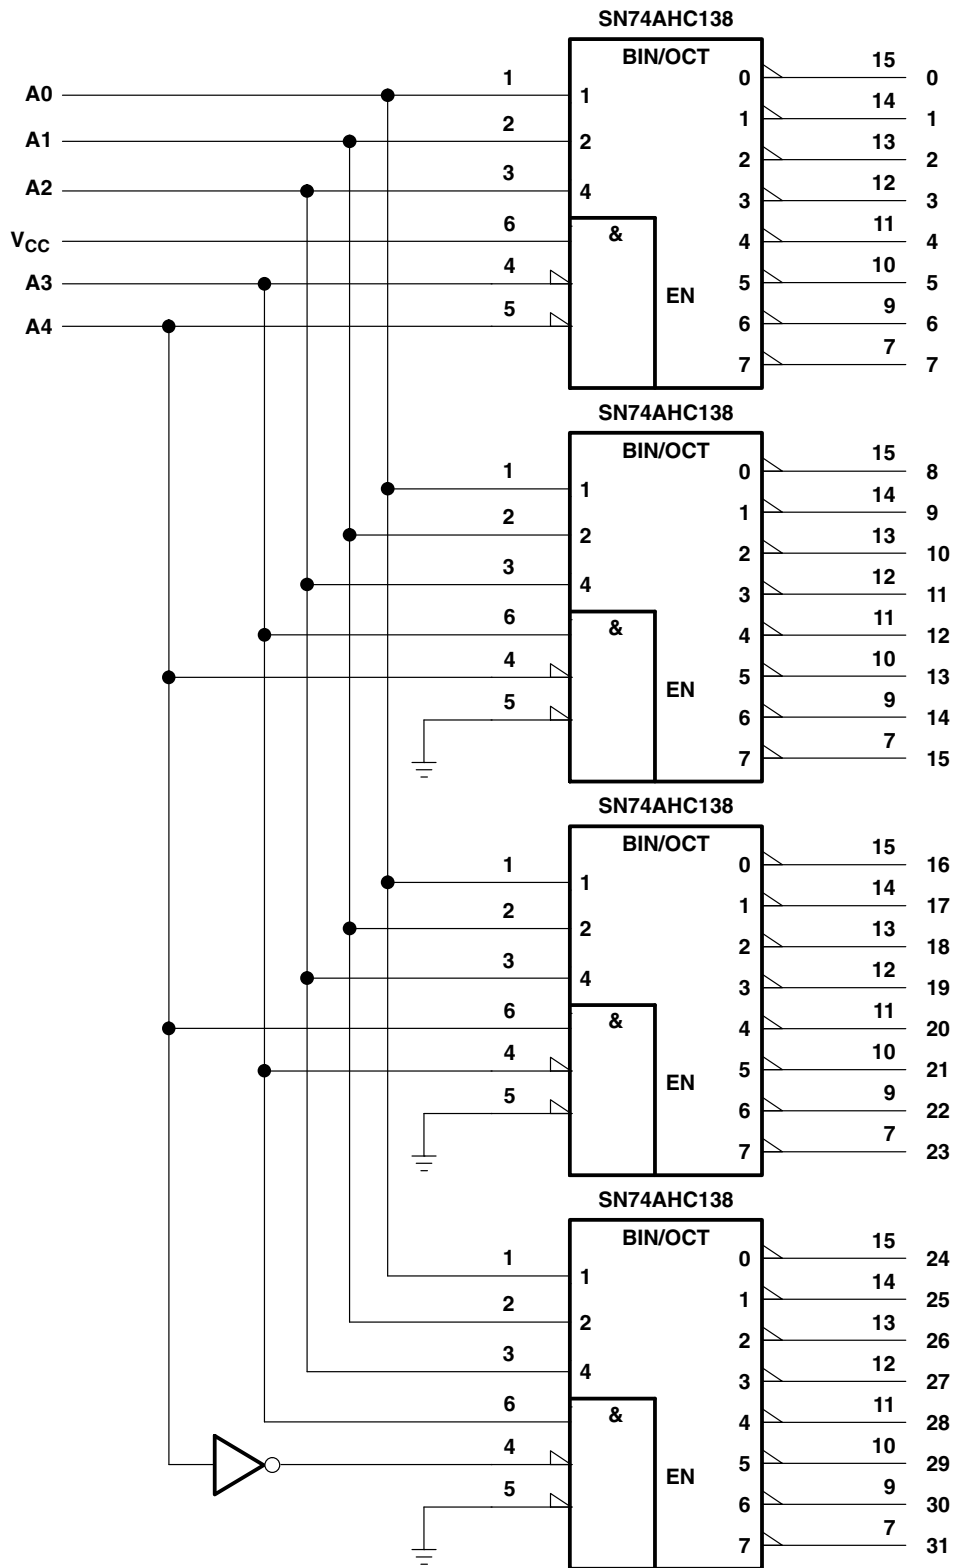 SN74AHC138
BIN/OCT
A0 1 1 0 15 0
A1 2 2 1 14 1
A2 3 4 2 13 2
3 12 3
VCC 6 & 4 11 4
A3 4 EN 5 10 5
A4 5 6 9 6
7 7 7
SN74AHC138
BIN/OCT
1 1 0 15 8
2 2 1 14 9
3 4 2 13 10
3 12 11
6 & 4 11 12
4 EN 5 10 13
5 6 9 14
7 7 15
SN74AHC138
BIN/OCT
1 1 0 15 16
2 2 1 14 17
3 4 2 13 18
3 12 19
6 & 4 11 20
4 EN 5 10 21
5 6 9 22
7 7 23
SN74AHC138
BIN/OCT
1 1 0 15 24
2 2 1 14 25
3 4 2 13 26
3 12 27
6 & 4 11 28
4 EN 5 10 29
5 6 9 30
7 7 31